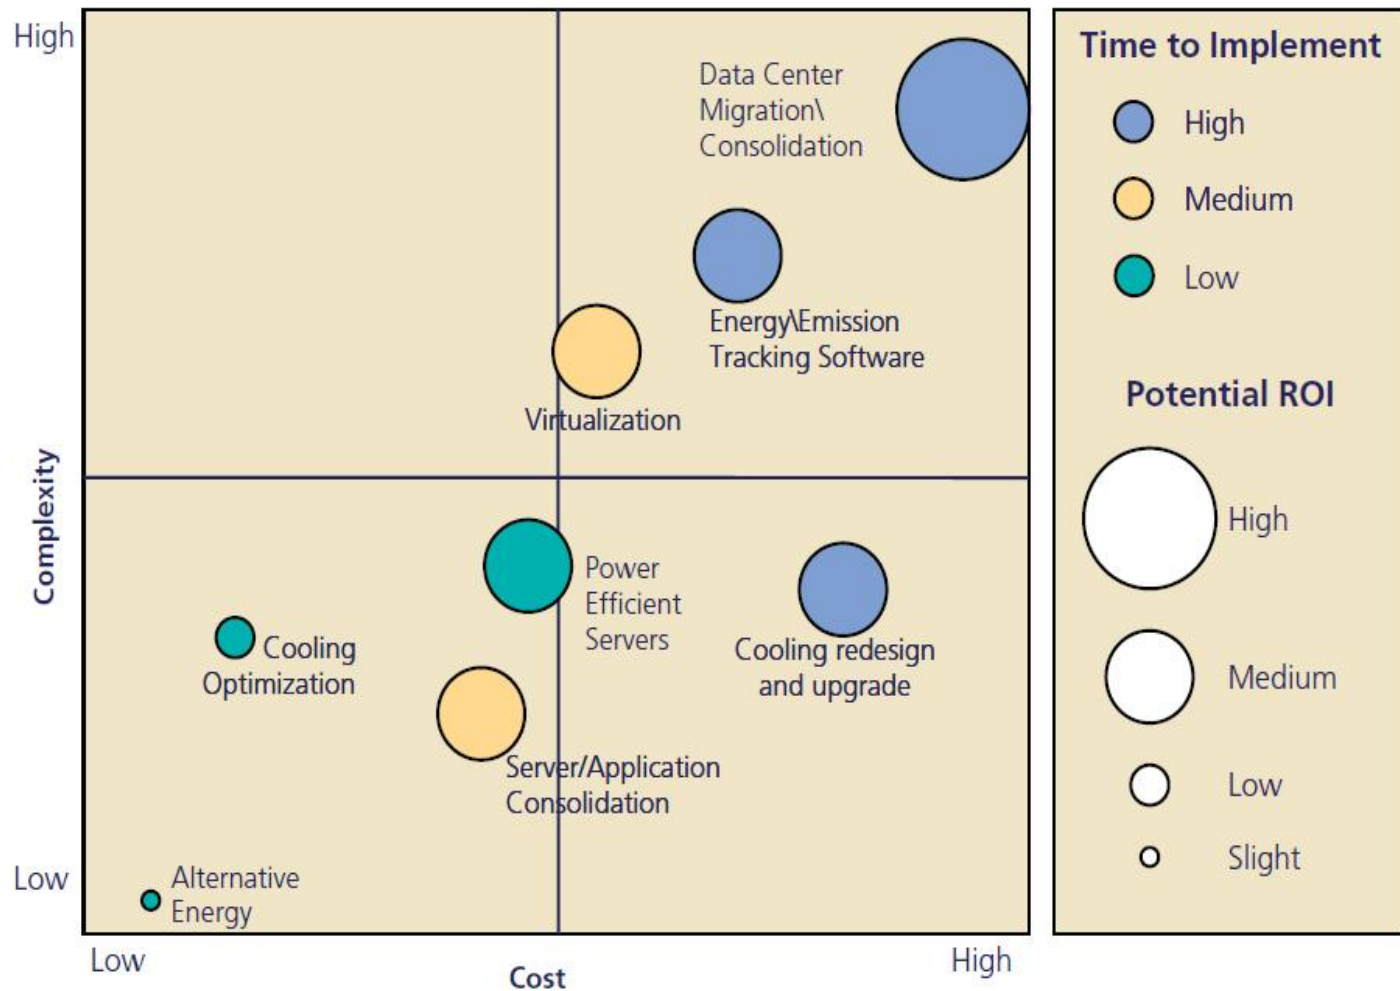 High
Data Center
Migration\
Consolidation
Energy\Emission
Tracking Software
Virtualization
Complexity
Power
Efficient
Servers
Cooling redesign
and upgrade
Cooling
Optimization
Server/Application
Consolidation
Low
Alternative
Energy
Low
Cost
High
Time to Implement
High
Medium
Low
Potential ROI
High
Medium
Low
Slight